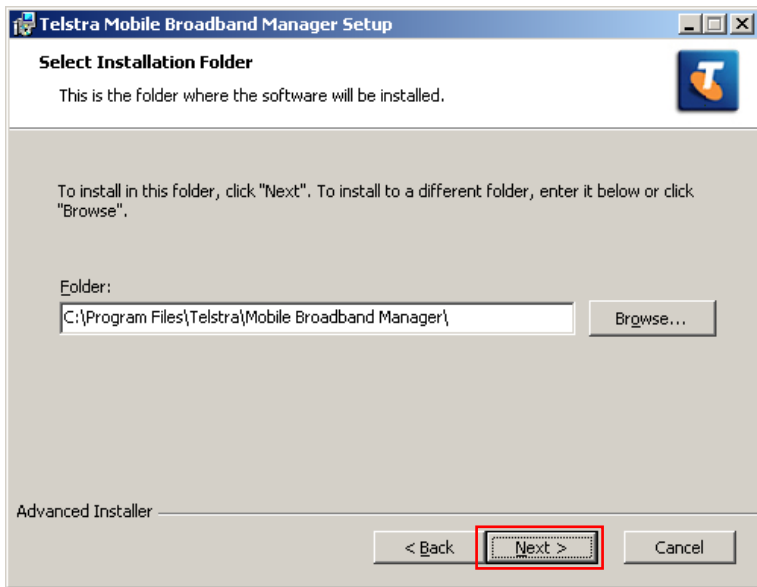 Telstra Mobile Broadband Manager Setup
Select Installation Folder
This is the folder where the software will be installed.
T
To install in this folder, click "Next". To install to a different folder, enter it below or click
"Browse".
Folder:
C:\Program Files\Telstra\Mobile Broadband Manager\
Browse...
Advanced Installer
< Back
Next >
Cancel